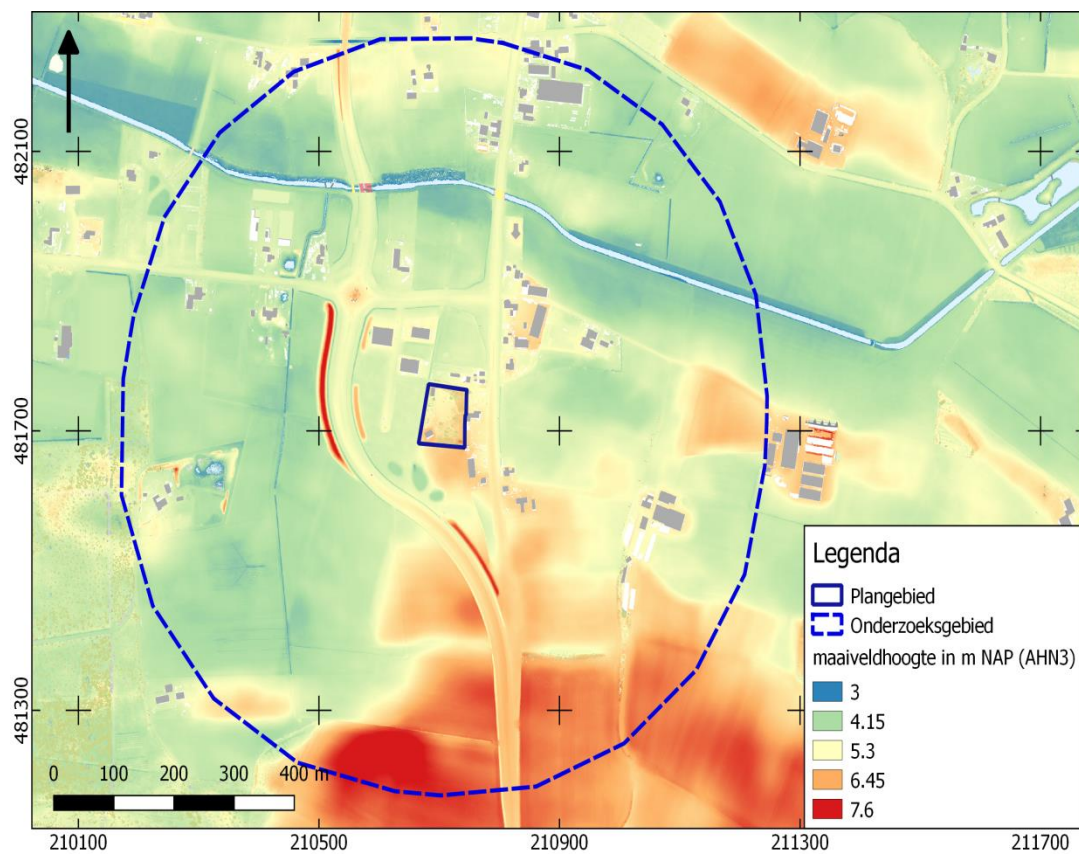 482100
481700
481300
0 100 200 300 400 m
210100 210500 210900 211300 211700
Legenda
Plangebied
Onderzoeksgebied
maaiveldhoogte in m NAP (AHN3)
3
4.15
5.3
6.45
7.6